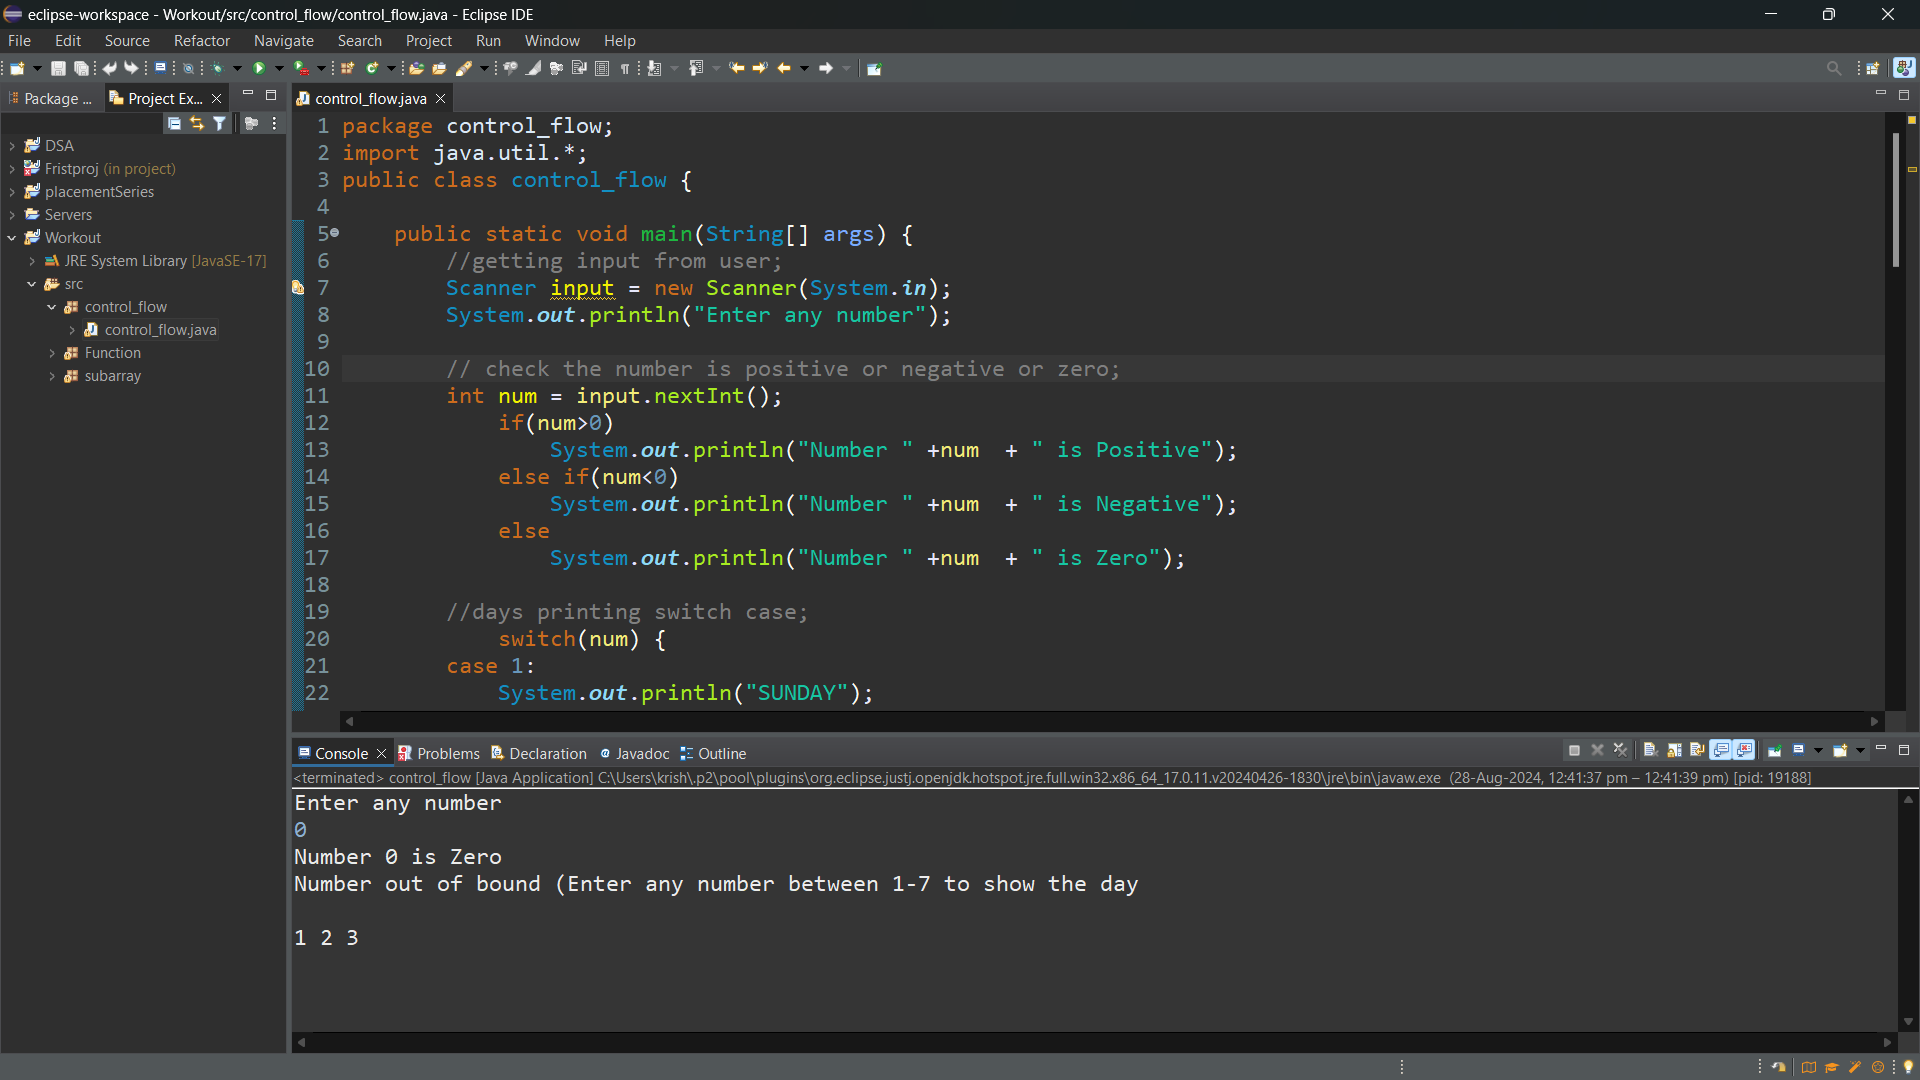 eclipse-workspace - Workout/src/control_flow/control_flow.java - Eclipse IDE
File Edit Source Refactor Navigate Search Project Run Window Help
Package ... Project Ex... control_flow.java
DSA
Fristproj (in project)
placementSeries
Servers
Workout
JRE System Library [JavaSE-17]
src
control_flow
control_flow.java
Function
subarray
1 package control_flow;
2 import java.util.*;
3 public class control_flow {
4
5 public static void main(String[] args) {
6 //getting input from user;
7 Scanner input = new Scanner(System.in);
8 System.out.println("Enter any number");
9
10 // check the number is positive or negative or zero;
11 int num = input.nextInt();
12 if(num>0)
13 System.out.println("Number " +num  + " is Positive");
14 else if(num<0)
15 System.out.println("Number " +num  + " is Negative");
16 else
17 System.out.println("Number " +num  + " is Zero");
18
19 //days printing switch case;
20 switch(num) {
21 case 1:
22 System.out.println("SUNDAY");
Console Problems Declaration Javadoc Outline
<terminated> control_flow [Java Application] C:\Users\krish\.p2\pool\plugins\org.eclipse.justj.openjdk.hotspot.jre.full.win32.x86_64_17.0.11.v20240426-1830\jre\bin\javaw.exe (28-Aug-2024, 12:41:37 pm – 12:41:39 pm) [pid: 19188]
Enter any number
0
Number 0 is Zero
Number out of bound (Enter any number between 1-7 to show the day
1 2 3